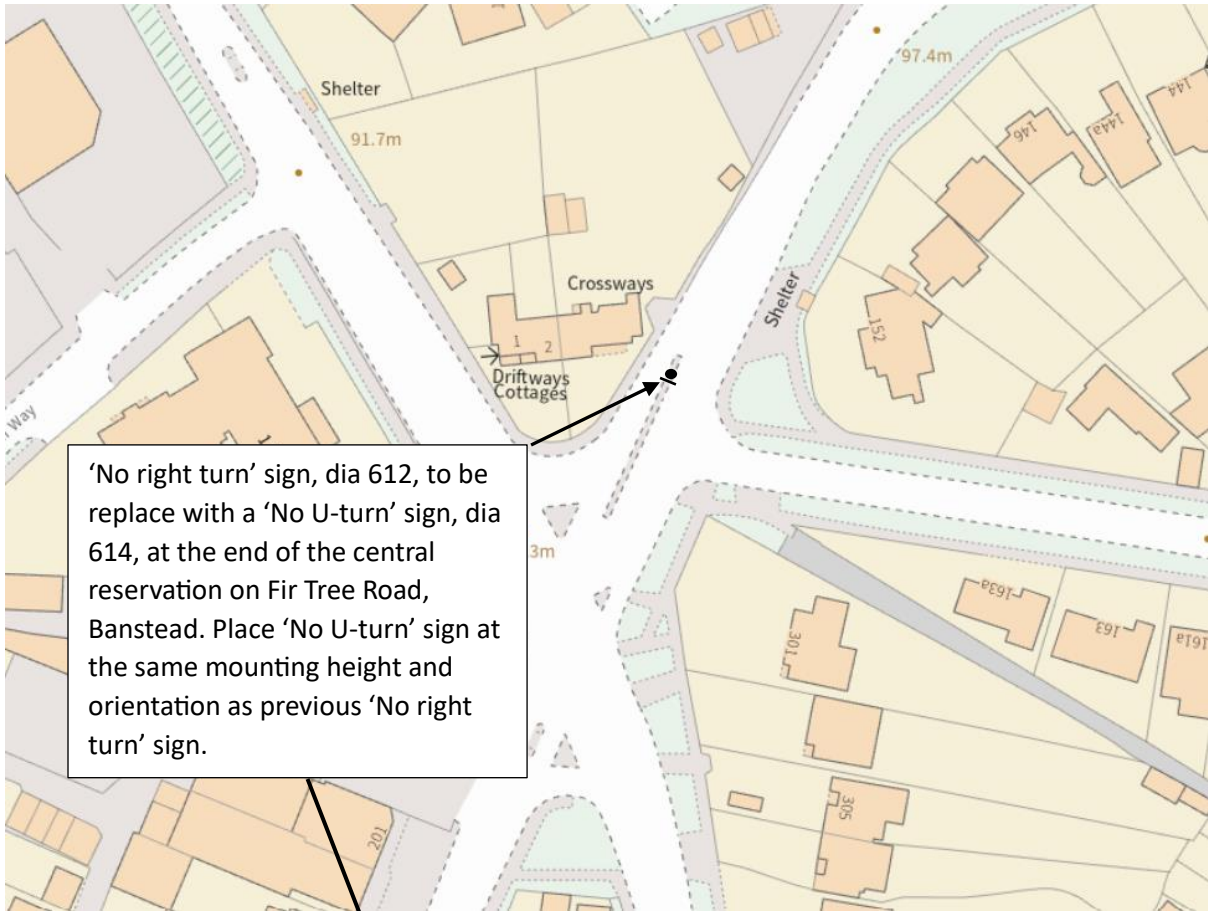 97.4m
Shelter
91.7m
144
144a
146
Crossways
Shelter
152
1
2
Driftways
Cottages
Way
‘No right turn’ sign, dia 612, to be
replace with a ‘No U-turn’ sign, dia
614, at the end of the central
reservation on Fir Tree Road,
Banstead. Place ‘No U-turn’ sign at
the same mounting height and
orientation as previous ‘No right
turn’ sign.
3m
163a
163
161a
301
305
201